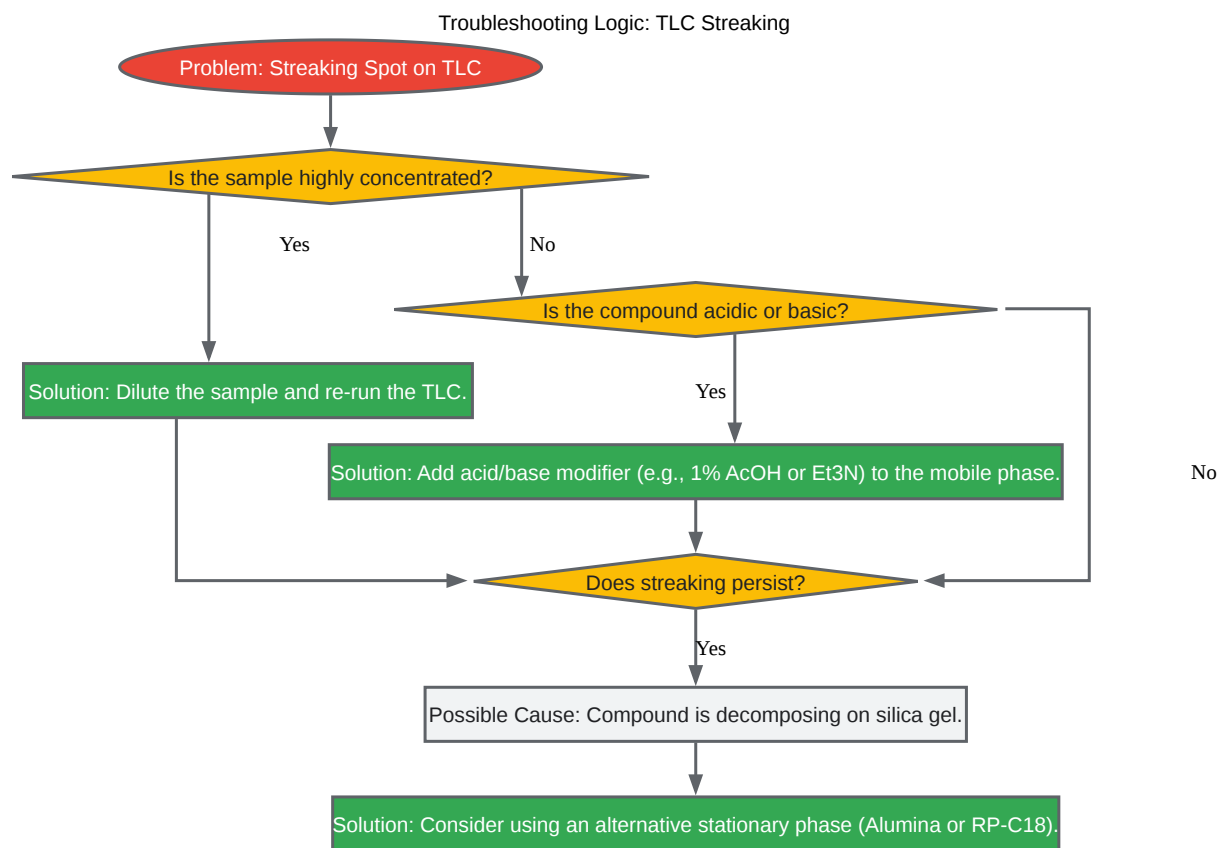 Troubleshooting Logic: TLC Streaking
Problem: Streaking Spot on TLC
Is the sample highly concentrated?
Yes
No
Is the compound acidic or basic?
Solution: Dilute the sample and re-run the TLC.
Yes
Solution: Add acid/base modifier (e.g., 1% AcOH or Et3N) to the mobile phase.
No
Does streaking persist?
Yes
Possible Cause: Compound is decomposing on silica gel.
Solution: Consider using an alternative stationary phase (Alumina or RP-C18).